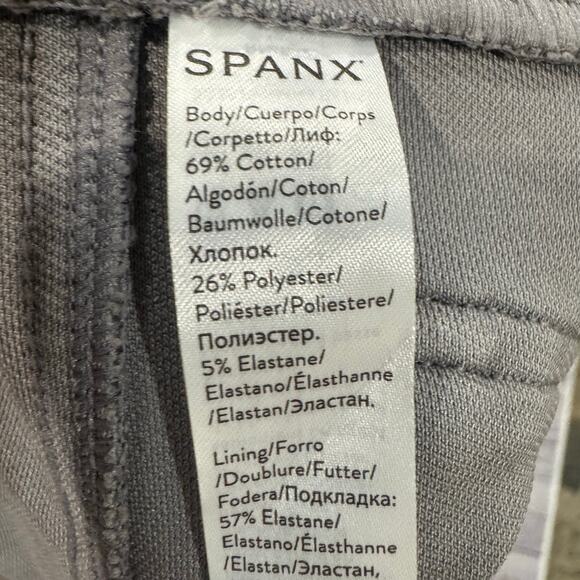 SPANX
Body/Cuerpo/Corps
/Corpetto/Лиф:
69% Cotton/
Algodón/Coton/
Baumwolle/Cotone/
Хлопок.
26% Polyester/
Poliéster/Poliestere/
Полиэстер.
5% Elastane/
Elastano/Élasthanne
/Elastan/Эластан,
Lining/Forro
/Doublure/Futter/
Fodera/Подкладка:
57% Elastane/
Elastano/Élasthanne
/Elastan/Эластан,